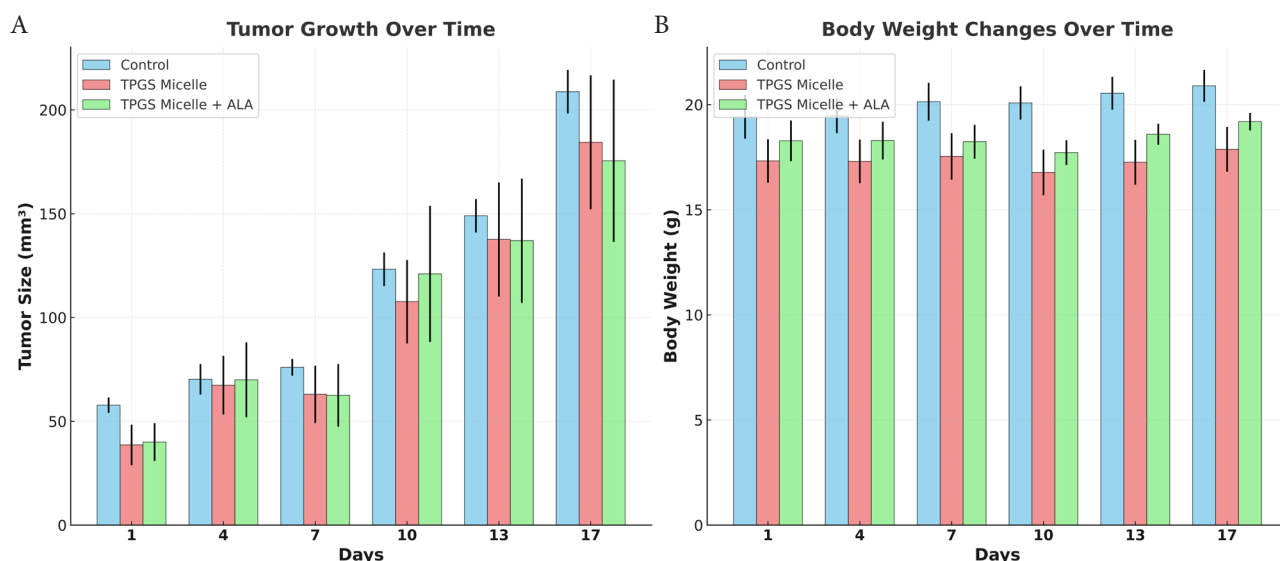 A
Tumor Growth Over Time
Control
TPGS Micelle
TPGS Micelle + ALA
Tumor Size (mm³)
200
150
100
50
0
1 4 7 10 13 17
Days
B
Body Weight Changes Over Time
Control
TPGS Micelle
TPGS Micelle + ALA
Body Weight (g)
20
15
10
5
0
1 4 7 10 13 17
Days